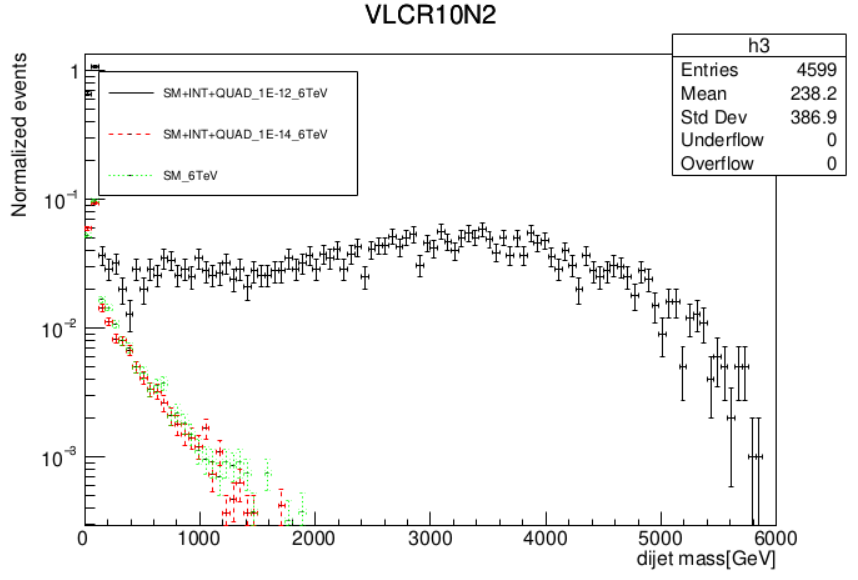 VLCR10N2
h3
Entries 4599
Mean 238.2
Std Dev 386.9
Underflow 0
Overflow 0
Normalized events
1
10⁻¹
10⁻²
10⁻³
SM+INT+QUAD_1E-12_6TeV
SM+INT+QUAD_1E-14_6TeV
SM_6TeV
0 1000 2000 3000 4000 5000 6000
dijet mass[GeV]